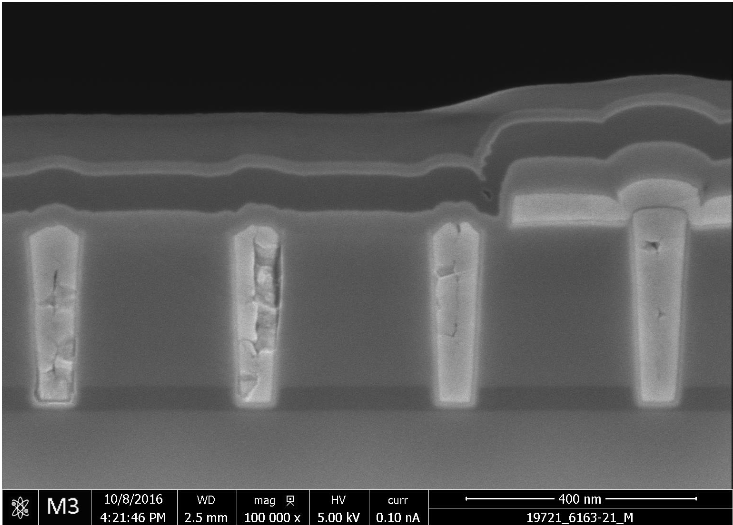 M3
10/8/2016
4:21:46 PM
WD
2.5 mm
mag
100 000 x
HV
5.00 kV
curr
0.10 nA
400 nm
19721_6163-21_M